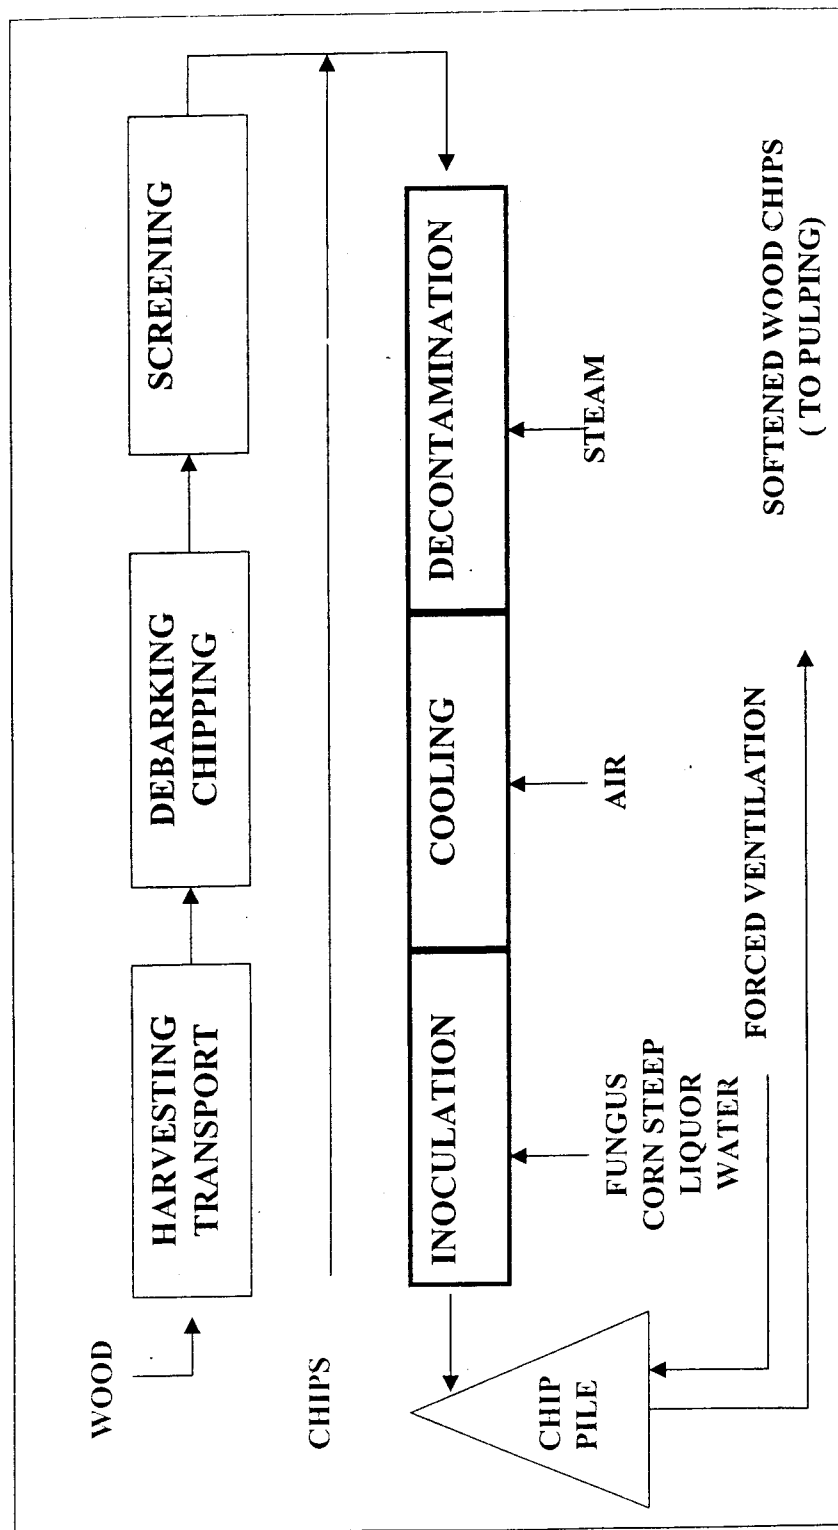 WOOD
HARVESTING
TRANSPORT
DEBARKING
CHIPPING
SCREENING
CHIPS
INOCULATION
COOLING
DECONTAMINATION
FUNGUS
CORN STEEP
LIQUOR
WATER
AIR
STEAM
CHIP
PILE
FORCED VENTILATION
SOFTENED WOOD CHIPS
( TO PULPING)